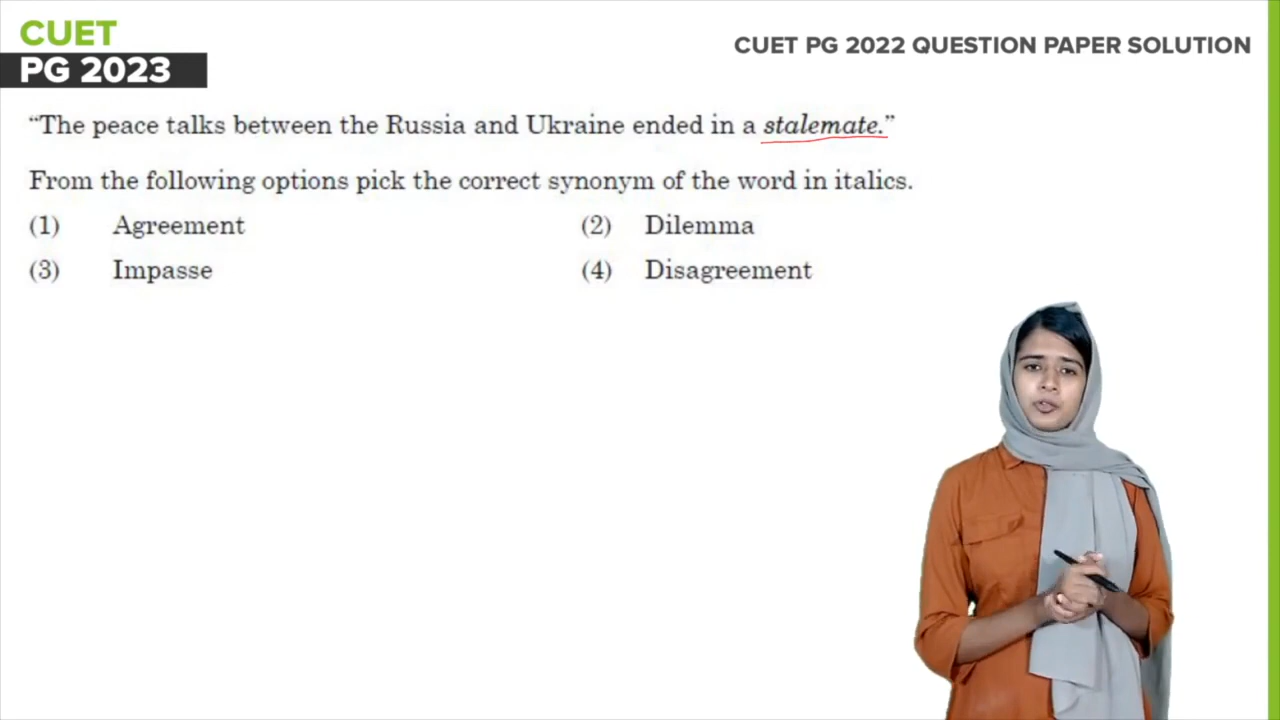 CUET
PG 2023
CUET PG 2022 QUESTION PAPER SOLUTION
“The peace talks between the Russia and Ukraine ended in a stalemate.”
From the following options pick the correct synonym of the word in italics.
(1) Agreement (2) Dilemma
(3) Impasse (4) Disagreement